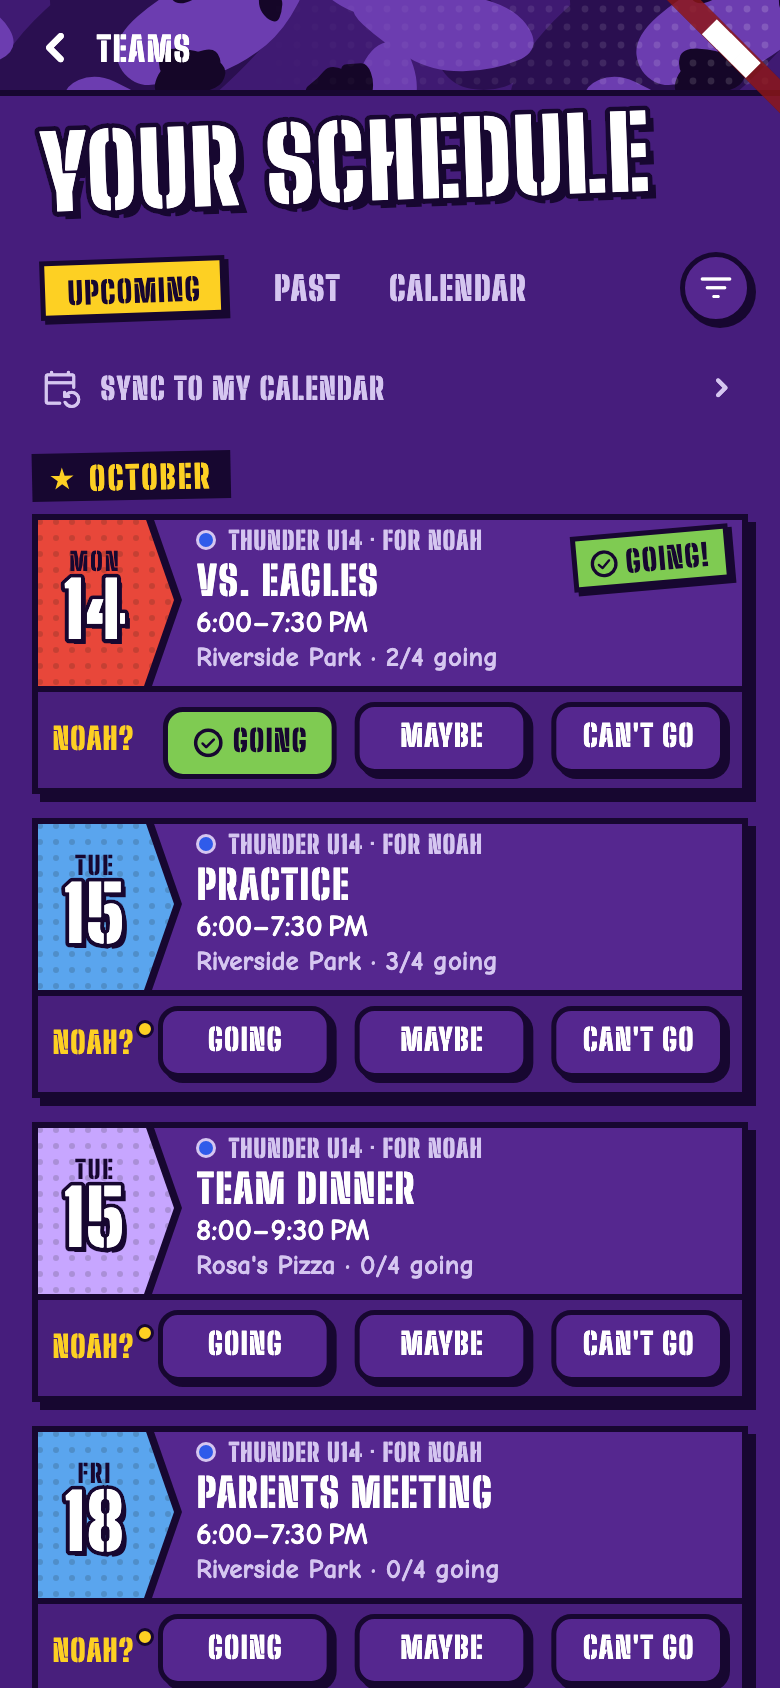 TEAMS
YOUR SCHEDULE
UPCOMING PAST CALENDAR
SYNC TO MY CALENDAR
★ OCTOBER
MON
14
THUNDER U14 · FOR NOAH
VS. EAGLES
6:00–7:30 PM
Riverside Park · 2/4 going
GOING!
NOAH? GOING MAYBE CAN'T GO
TUE
15
THUNDER U14 · FOR NOAH
PRACTICE
6:00–7:30 PM
Riverside Park · 3/4 going
NOAH? GOING MAYBE CAN'T GO
TUE
15
THUNDER U14 · FOR NOAH
TEAM DINNER
8:00–9:30 PM
Rosa's Pizza · 0/4 going
NOAH? GOING MAYBE CAN'T GO
FRI
18
THUNDER U14 · FOR NOAH
PARENTS MEETING
6:00–7:30 PM
Riverside Park · 0/4 going
NOAH? GOING MAYBE CAN'T GO